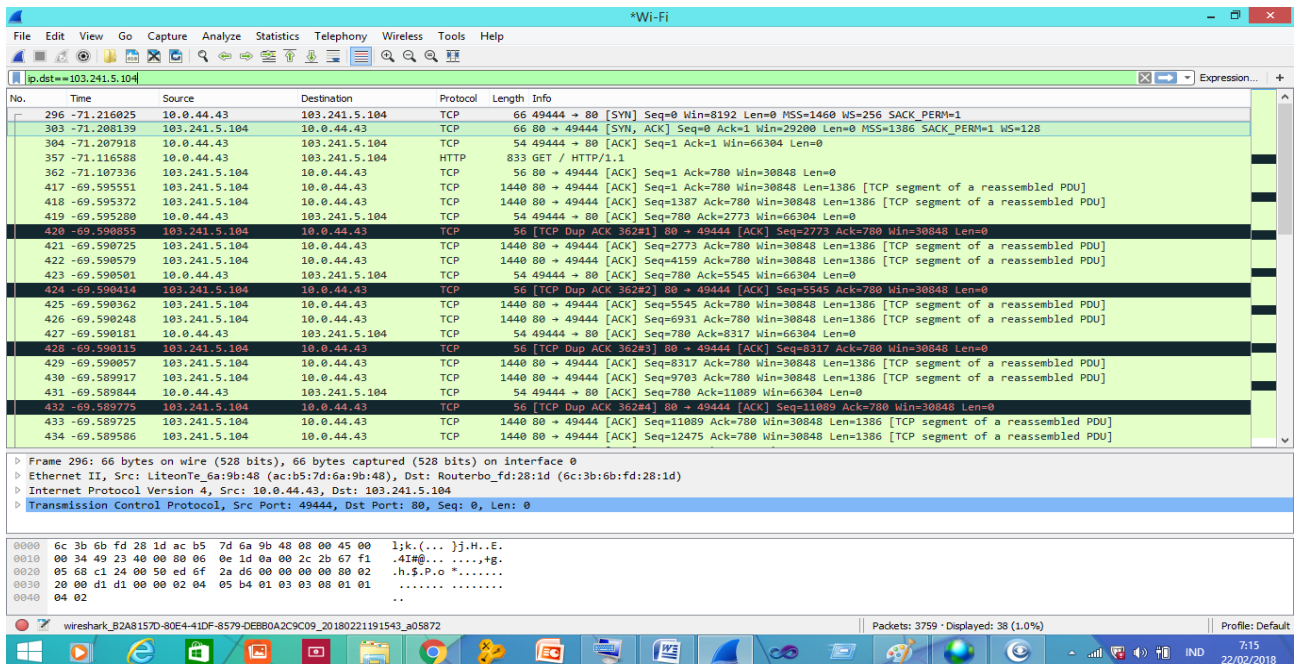 *Wi-Fi
File Edit View Go Capture Analyze Statistics Telephony Wireless Tools Help
ip.dst==103.241.5.104 Expression... +
No. Time Source Destination Protocol Length Info
296 -71.216025 10.0.44.43 103.241.5.104 TCP 66 49444 → 80 [SYN] Seq=0 Win=8192 Len=0 MSS=1460 WS=256 SACK_PERM=1
303 -71.208139 103.241.5.104 10.0.44.43 TCP 66 80 → 49444 [SYN, ACK] Seq=0 Ack=1 Win=29200 Len=0 MSS=1386 SACK_PERM=1 WS=128
304 -71.207918 10.0.44.43 103.241.5.104 TCP 54 49444 → 80 [ACK] Seq=1 Ack=1 Win=66304 Len=0
357 -71.116588 10.0.44.43 103.241.5.104 HTTP 833 GET / HTTP/1.1
362 -71.107336 103.241.5.104 10.0.44.43 TCP 56 80 → 49444 [ACK] Seq=1 Ack=780 Win=30848 Len=0
417 -69.595551 103.241.5.104 10.0.44.43 TCP 1440 80 → 49444 [ACK] Seq=1 Ack=780 Win=30848 Len=1386 [TCP segment of a reassembled PDU]
418 -69.595372 103.241.5.104 10.0.44.43 TCP 1440 80 → 49444 [ACK] Seq=1387 Ack=780 Win=30848 Len=1386 [TCP segment of a reassembled PDU]
419 -69.595280 10.0.44.43 103.241.5.104 TCP 54 49444 → 80 [ACK] Seq=780 Ack=2773 Win=66304 Len=0
420 -69.590855 103.241.5.104 10.0.44.43 TCP 56 [TCP Dup ACK 362#1] 80 → 49444 [ACK] Seq=2773 Ack=780 Win=30848 Len=0
421 -69.590725 103.241.5.104 10.0.44.43 TCP 1440 80 → 49444 [ACK] Seq=2773 Ack=780 Win=30848 Len=1386 [TCP segment of a reassembled PDU]
422 -69.590579 103.241.5.104 10.0.44.43 TCP 1440 80 → 49444 [ACK] Seq=4159 Ack=780 Win=30848 Len=1386 [TCP segment of a reassembled PDU]
423 -69.590501 10.0.44.43 103.241.5.104 TCP 54 49444 → 80 [ACK] Seq=780 Ack=5545 Win=66304 Len=0
424 -69.590414 103.241.5.104 10.0.44.43 TCP 56 [TCP Dup ACK 362#2] 80 → 49444 [ACK] Seq=5545 Ack=780 Win=30848 Len=0
425 -69.590362 103.241.5.104 10.0.44.43 TCP 1440 80 → 49444 [ACK] Seq=5545 Ack=780 Win=30848 Len=1386 [TCP segment of a reassembled PDU]
426 -69.590248 103.241.5.104 10.0.44.43 TCP 1440 80 → 49444 [ACK] Seq=6931 Ack=780 Win=30848 Len=1386 [TCP segment of a reassembled PDU]
427 -69.590181 10.0.44.43 103.241.5.104 TCP 54 49444 → 80 [ACK] Seq=780 Ack=8317 Win=66304 Len=0
428 -69.590115 103.241.5.104 10.0.44.43 TCP 56 [TCP Dup ACK 362#3] 80 → 49444 [ACK] Seq=8317 Ack=780 Win=30848 Len=0
429 -69.590057 103.241.5.104 10.0.44.43 TCP 1440 80 → 49444 [ACK] Seq=8317 Ack=780 Win=30848 Len=1386 [TCP segment of a reassembled PDU]
430 -69.589917 103.241.5.104 10.0.44.43 TCP 1440 80 → 49444 [ACK] Seq=9703 Ack=780 Win=30848 Len=1386 [TCP segment of a reassembled PDU]
431 -69.589844 10.0.44.43 103.241.5.104 TCP 54 49444 → 80 [ACK] Seq=780 Ack=11089 Win=66304 Len=0
432 -69.589775 103.241.5.104 10.0.44.43 TCP 56 [TCP Dup ACK 362#4] 80 → 49444 [ACK] Seq=11089 Ack=780 Win=30848 Len=0
433 -69.589725 103.241.5.104 10.0.44.43 TCP 1440 80 → 49444 [ACK] Seq=11089 Ack=780 Win=30848 Len=1386 [TCP segment of a reassembled PDU]
434 -69.589586 103.241.5.104 10.0.44.43 TCP 1440 80 → 49444 [ACK] Seq=12475 Ack=780 Win=30848 Len=1386 [TCP segment of a reassembled PDU]
Frame 296: 66 bytes on wire (528 bits), 66 bytes captured (528 bits) on interface 0
Ethernet II, Src: LiteonTe_6a:9b:48 (ac:b5:7d:6a:9b:48), Dst: Routerbo_fd:28:1d (6c:3b:6b:fd:28:1d)
Internet Protocol Version 4, Src: 10.0.44.43, Dst: 103.241.5.104
Transmission Control Protocol, Src Port: 49444, Dst Port: 80, Seq: 0, Len: 0
0000 6c 3b 6b fd 28 1d ac b5 7d 6a 9b 48 08 00 45 00 l;k.(... }j.H..E.
0010 00 34 49 23 40 00 80 06 0e 1d 0a 00 2c 2b 67 f1 .4I#@... ....,+g.
0020 05 68 c1 24 00 50 ed 6f 2a d6 00 00 00 00 80 02 .h.$.P.o *.......
0030 20 00 d1 d1 00 00 02 04 05 b4 01 03 03 08 01 01 ....... ........
0040 04 02 ..
wireshark_B2A8157D-80E4-41DF-8579-DEBB0A2C9C09_20180221191543_a05872 Packets: 3759 · Displayed: 38 (1.0%) Profile: Default
IND 7:15
22/02/2018